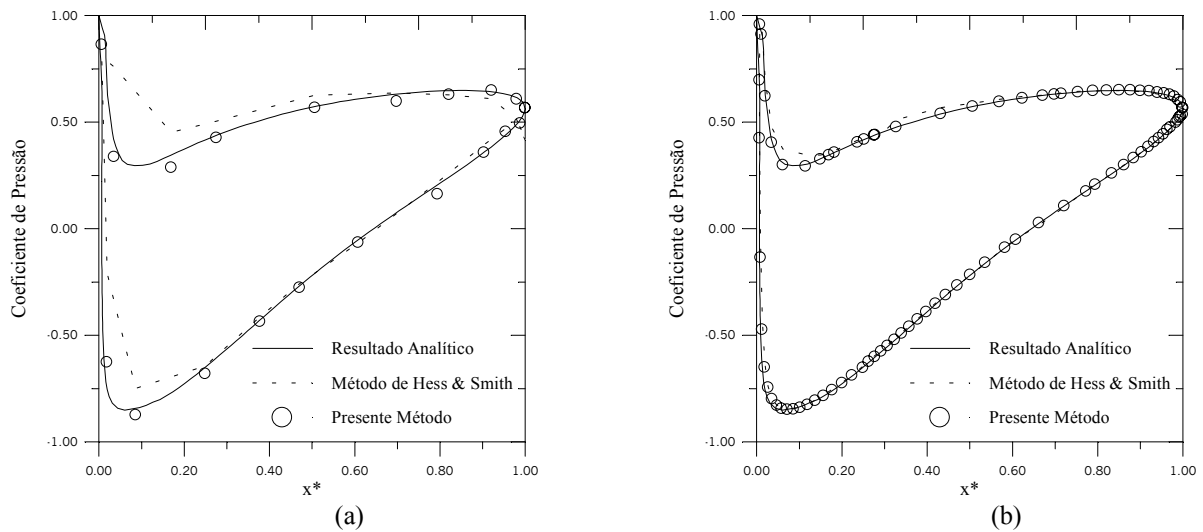 1.00
0.50
0.00
-0.50
-1.00
Coeficiente de Pressão
Resultado Analítico
Método de Hess & Smith
Presente Método
0.00 0.20 0.40 0.60 0.80 1.00
x*
(a)
1.00
0.50
0.00
-0.50
-1.00
Coeficiente de Pressão
Resultado Analítico
Método de Hess & Smith
Presente Método
0.00 0.20 0.40 0.60 0.80 1.00
x*
(b)